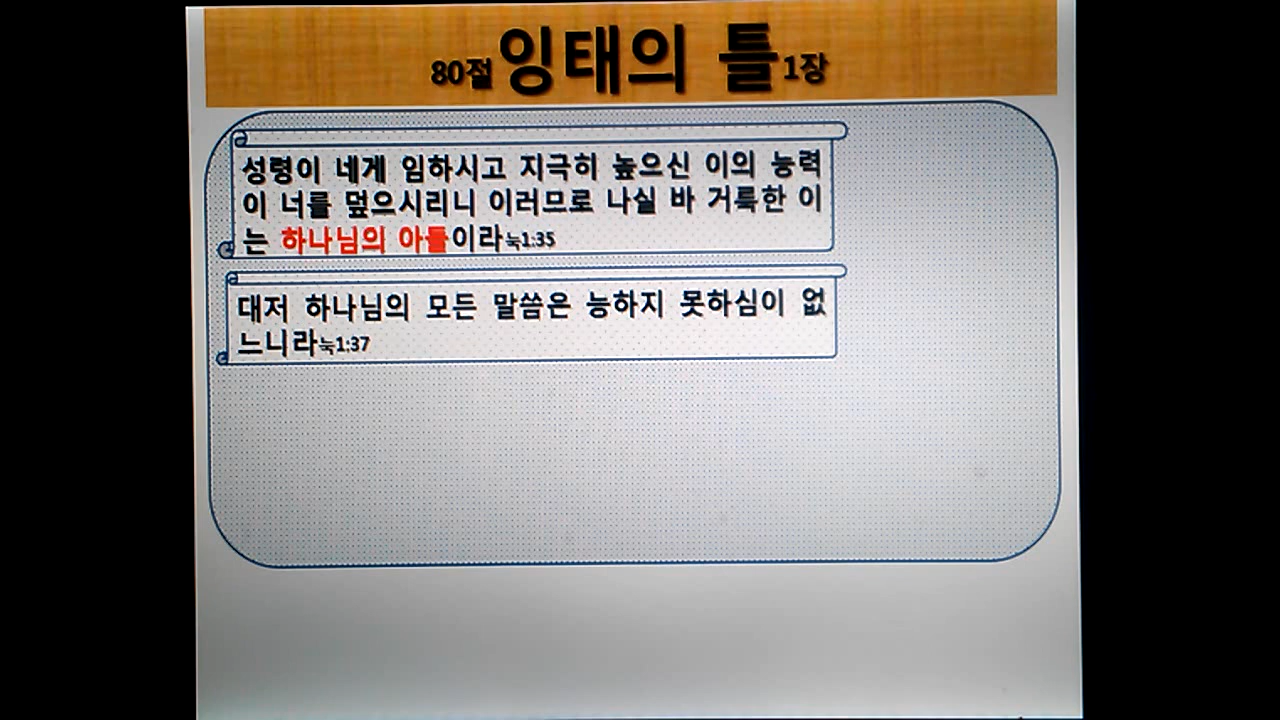 80절잉태의 틀1장
성령이 네게 임하시고 지극히 높으신 이의 능력
이 너를 덮으시리니 이러므로 나실 바 거룩한 이
는 하나님의 아들이라눅1:35
대저 하나님의 모든 말씀은 능하지 못하심이 없
느니라눅1:37